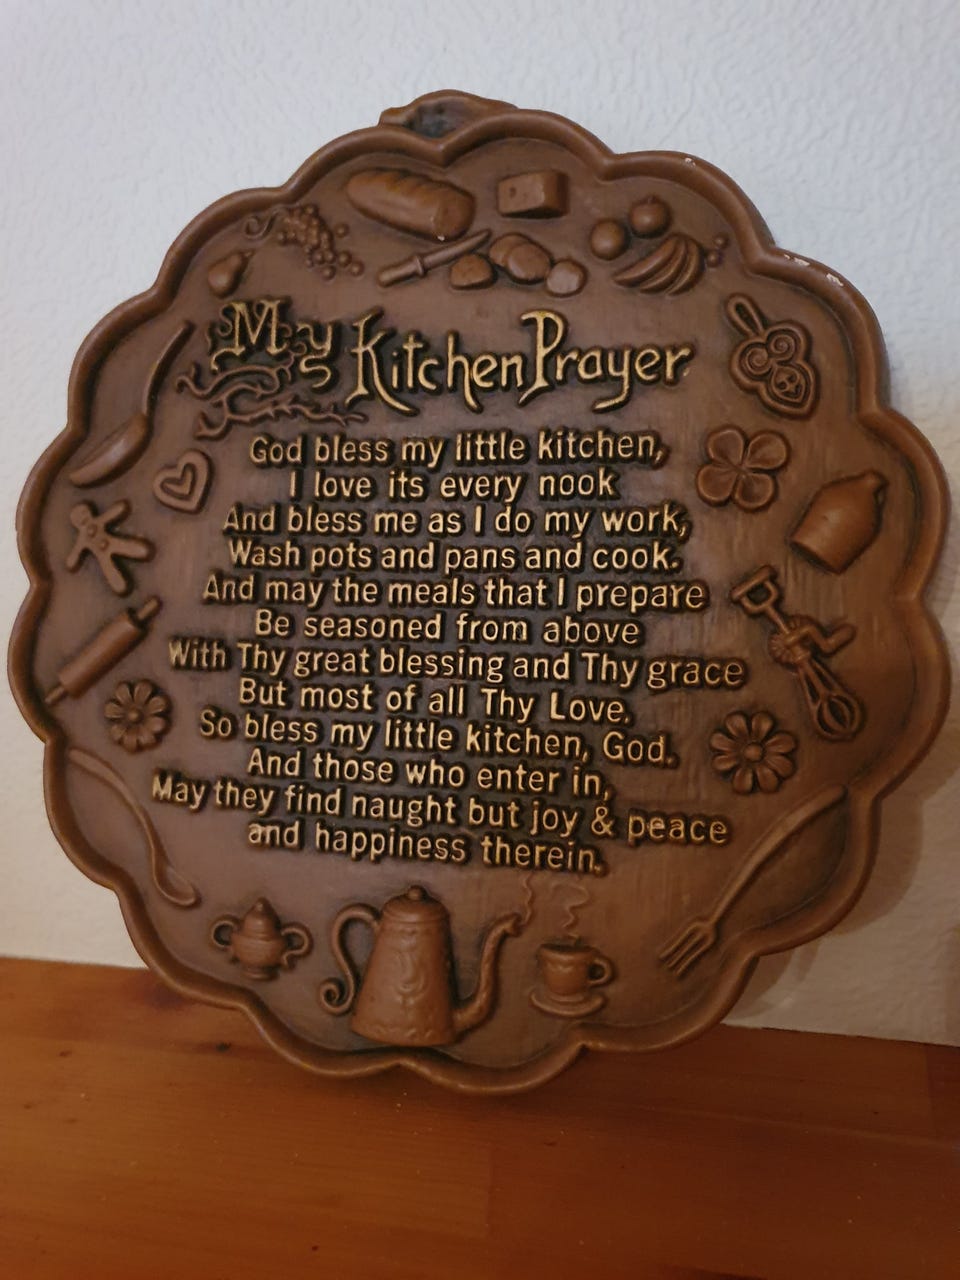 My Kitchen Prayer
God bless my little kitchen,
I love its every nook
And bless me as I do my work,
Wash pots and pans and cook.
And may the meals that I prepare
Be seasoned from above
With Thy great blessing and Thy grace
But most of all Thy Love.
So bless my little kitchen, God.
And those who enter in,
May they find naught but joy & peace
and happiness therein.